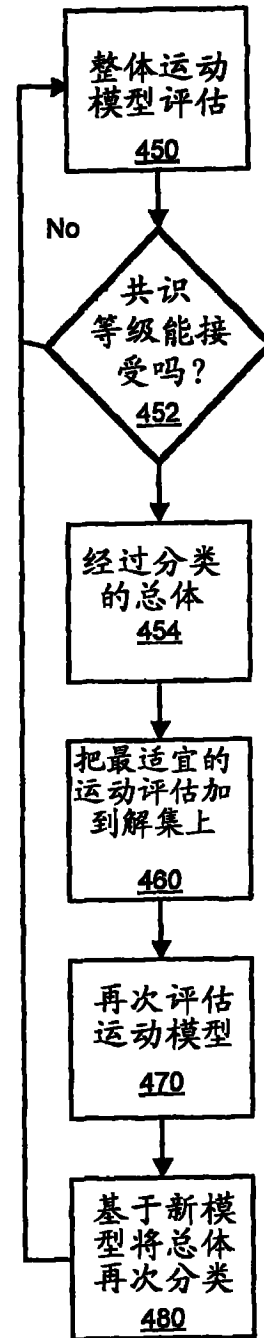 整体运动
模型评估
450
No
共识
等级能接
受吗？
452
经过分类
的总体
454
把最适宜的
运动评估加
到解集上
460
再次评估
运动模型
470
基于新模
型将总体
再次分类
480